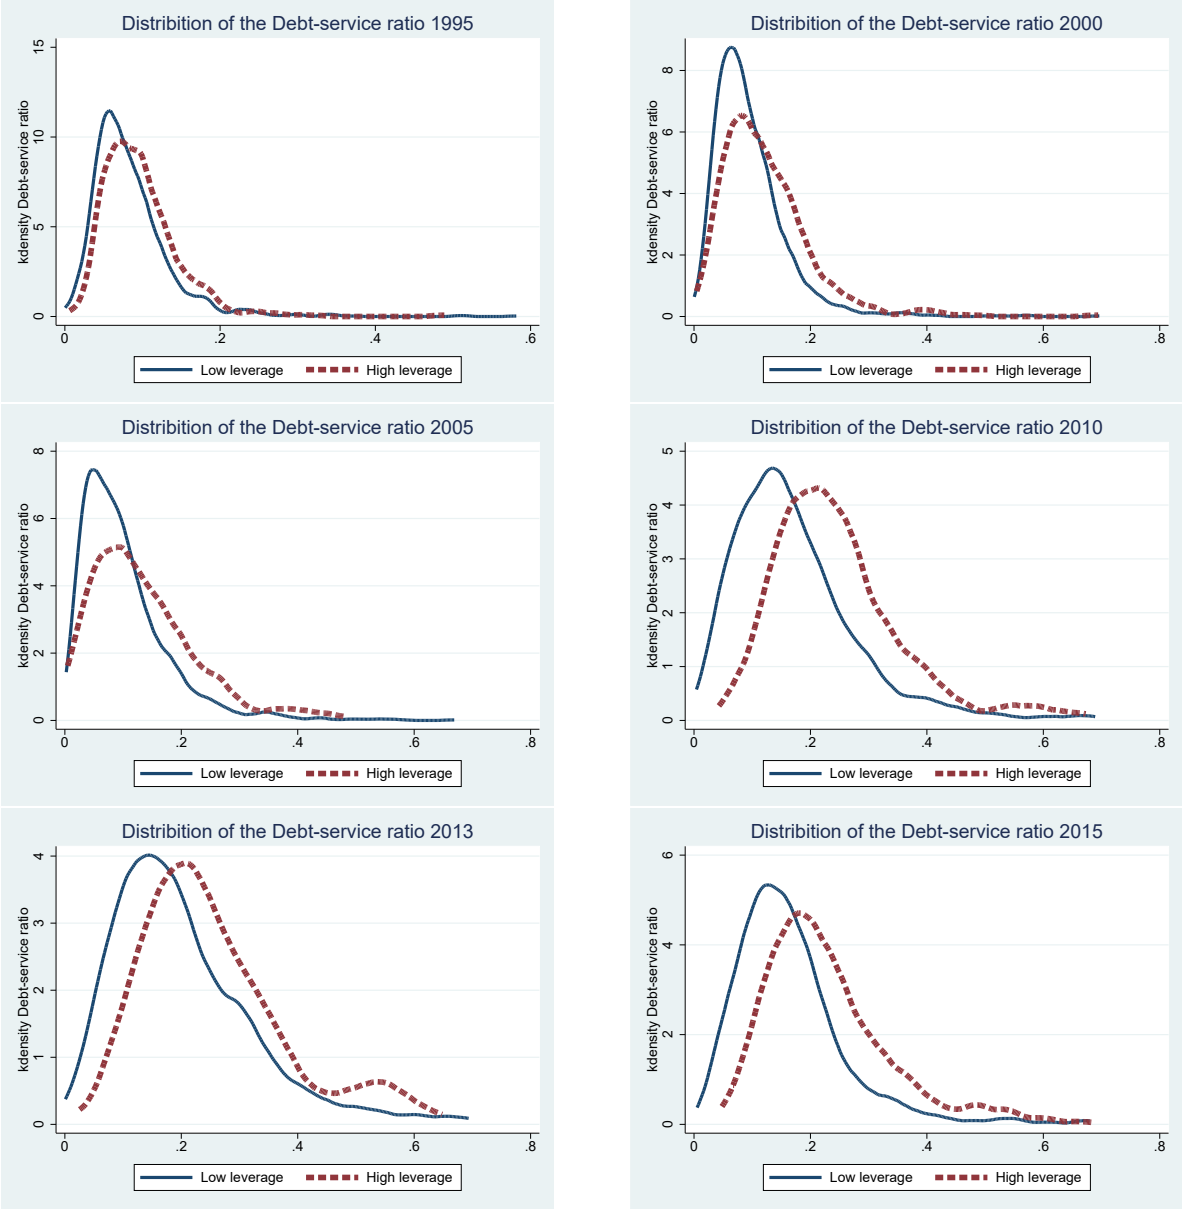 Distribition of the Debt-service ratio 1995
kdensity Debt-service ratio
15
10
5
0
0 .2 .4 .6
Low leverage High leverage
Distribition of the Debt-service ratio 2000
kdensity Debt-service ratio
8
6
4
2
0
0 .2 .4 .6 .8
Low leverage High leverage
Distribition of the Debt-service ratio 2005
kdensity Debt-service ratio
8
6
4
2
0
0 .2 .4 .6 .8
Low leverage High leverage
Distribition of the Debt-service ratio 2010
kdensity Debt-service ratio
5
4
3
2
1
0
0 .2 .4 .6 .8
Low leverage High leverage
Distribition of the Debt-service ratio 2013
kdensity Debt-service ratio
4
3
2
1
0
0 .2 .4 .6 .8
Low leverage High leverage
Distribition of the Debt-service ratio 2015
kdensity Debt-service ratio
6
4
2
0
0 .2 .4 .6 .8
Low leverage High leverage